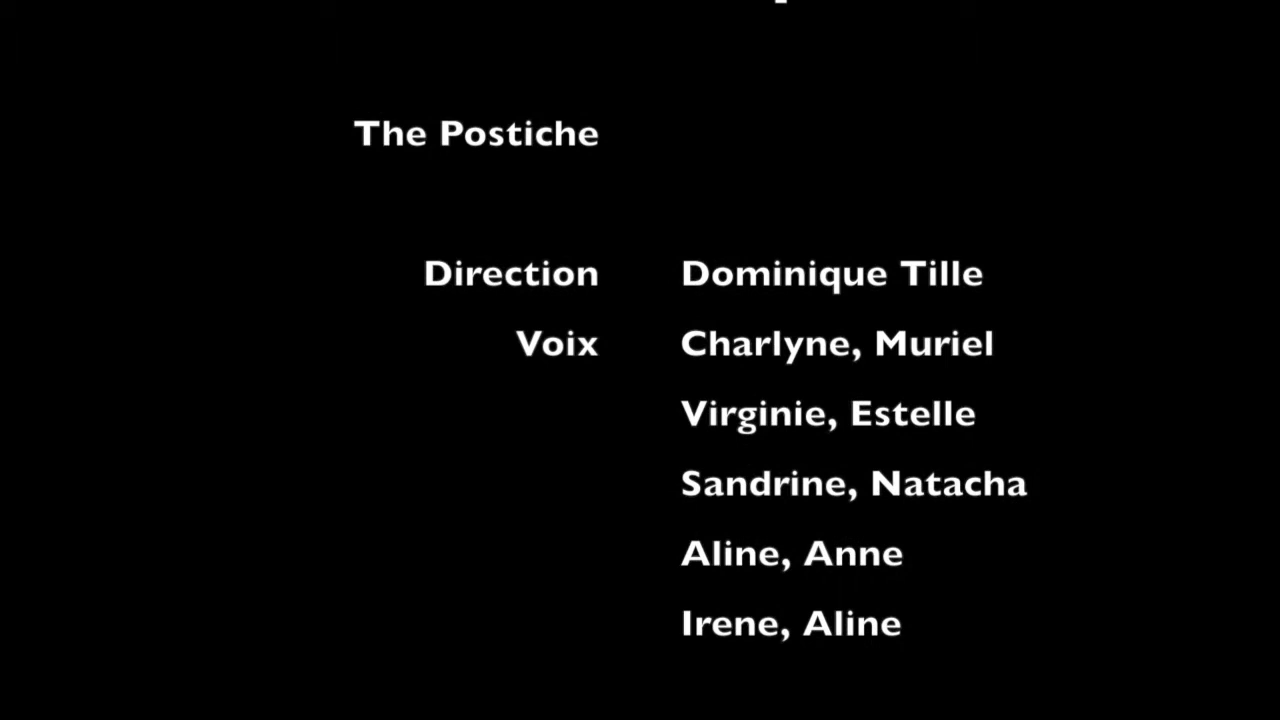 The Postiche
Direction Dominique Tille
Voix Charlyne, Muriel
Virginie, Estelle
Sandrine, Natacha
Aline, Anne
Irene, Aline